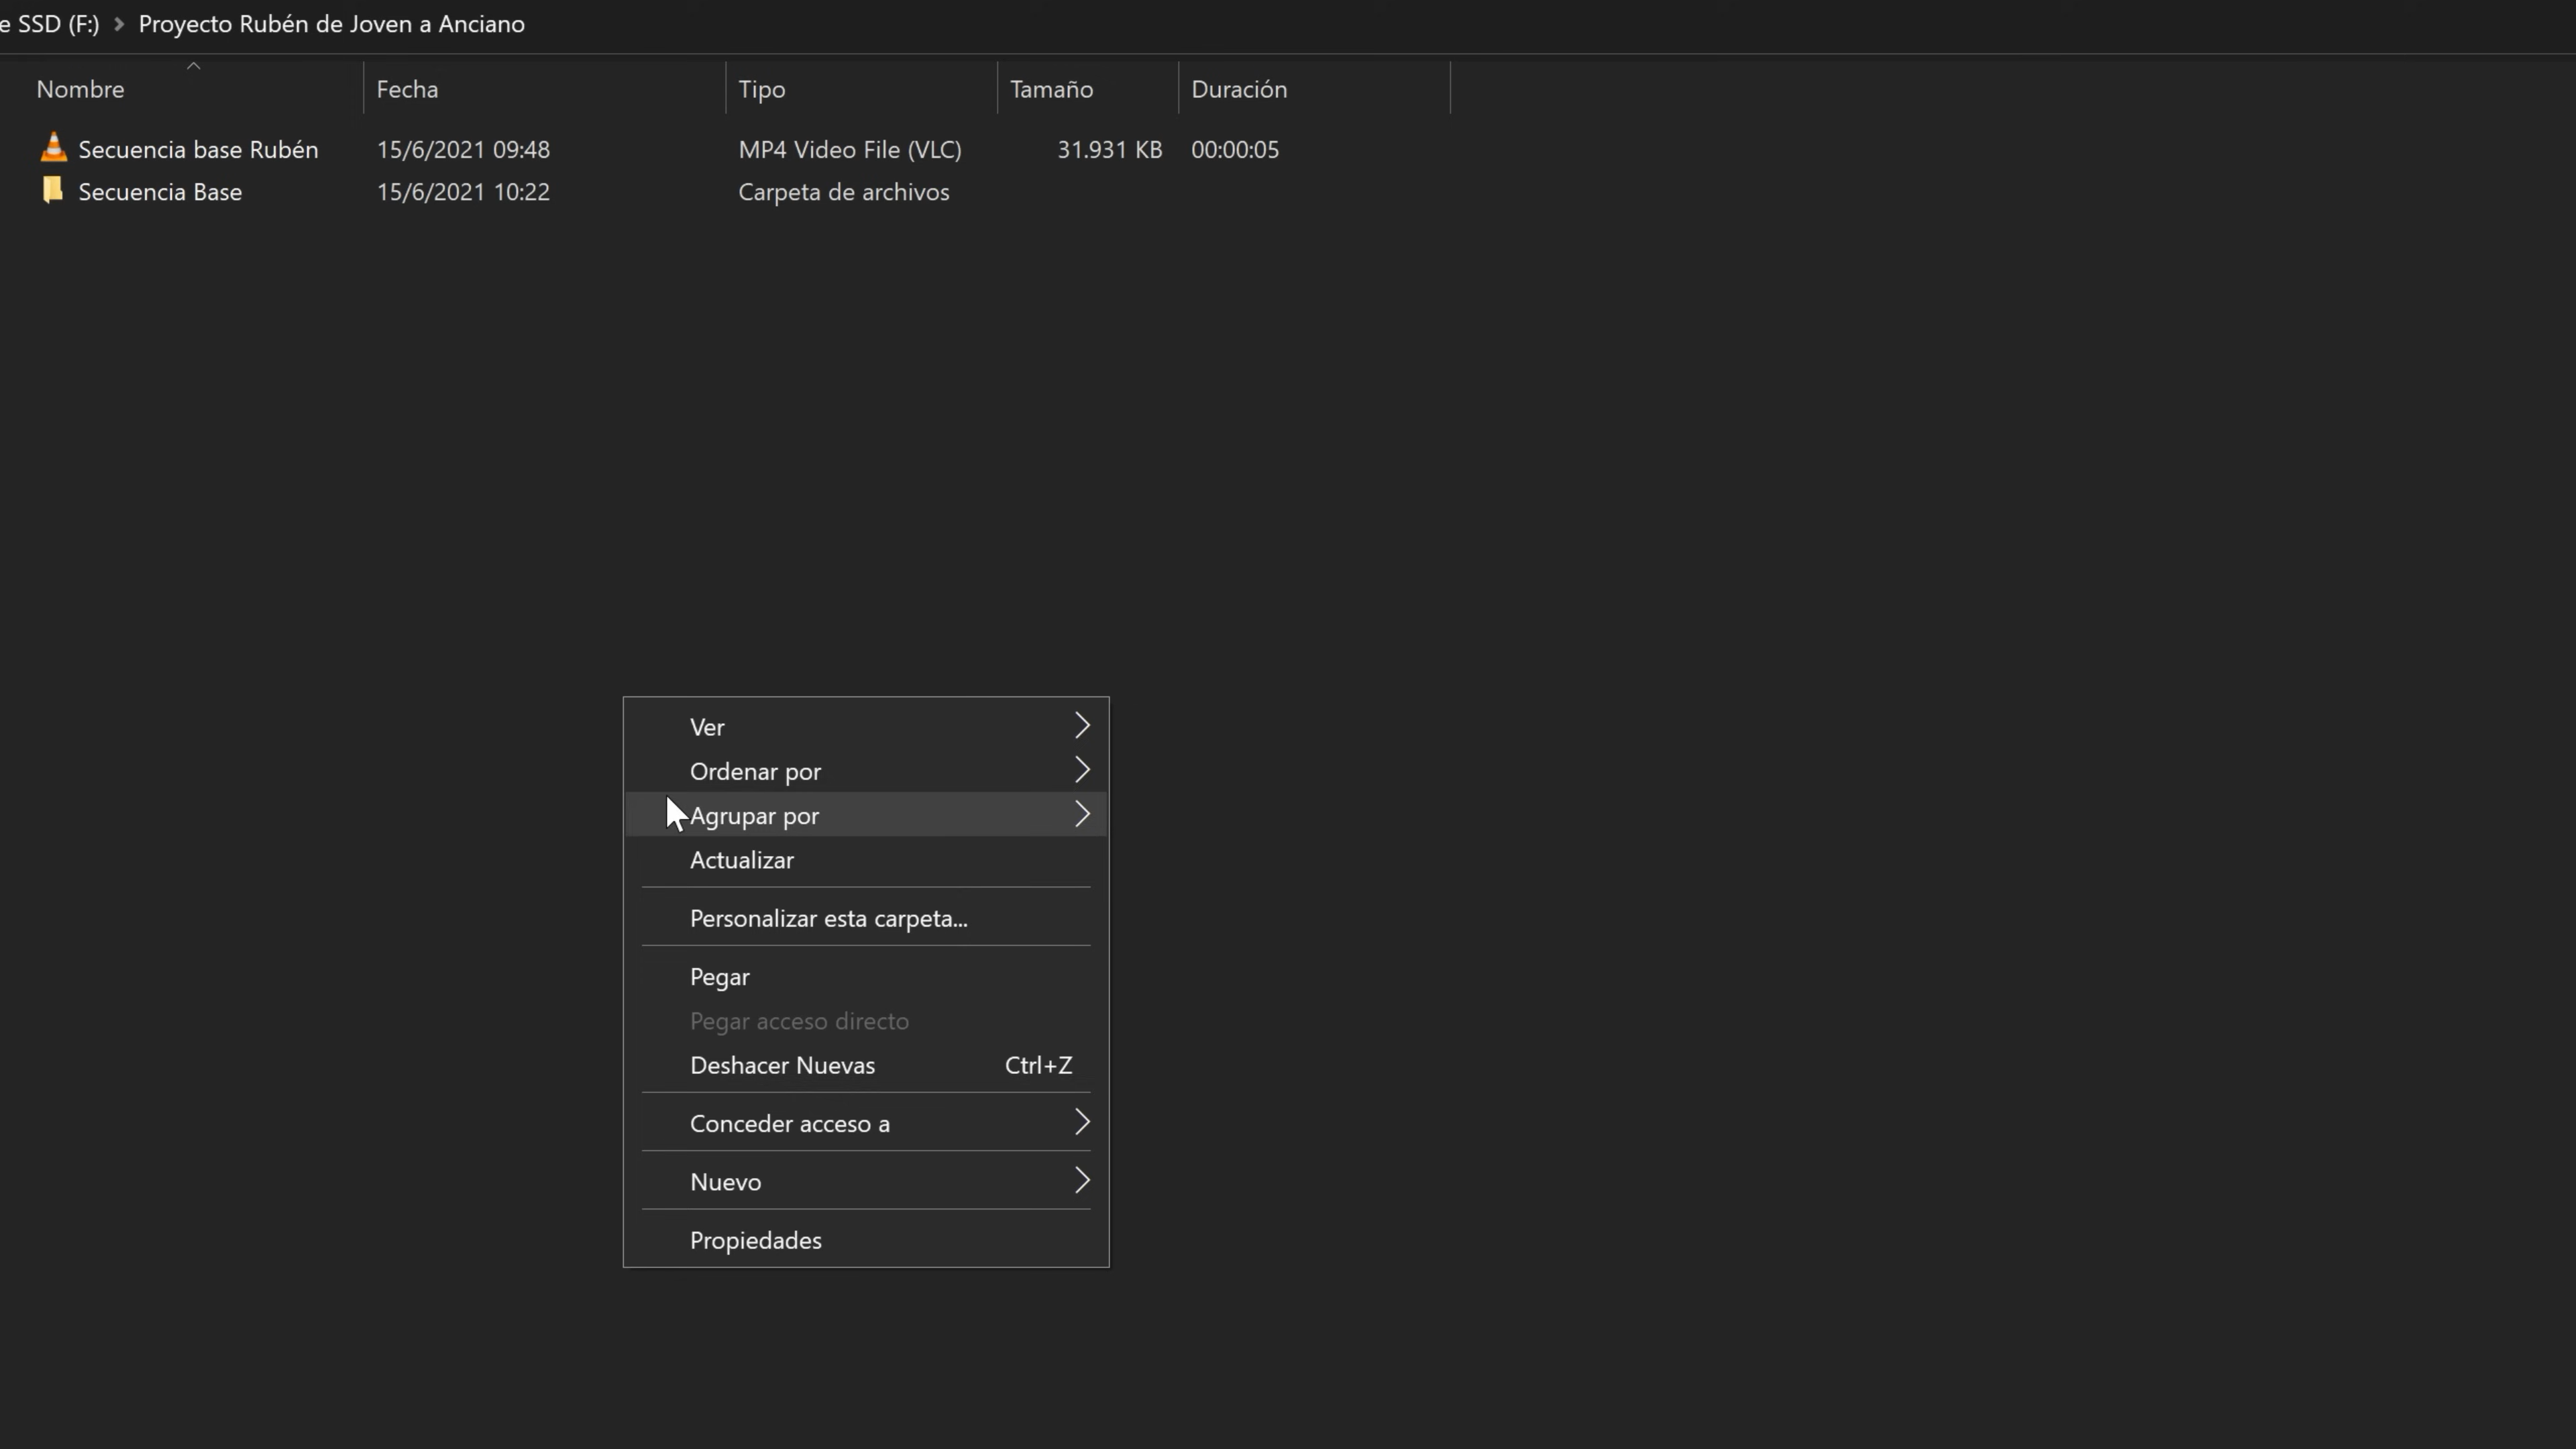 e SSD (F:) > Proyecto Rubén de Joven a Anciano
Nombre Fecha Tipo Tamaño Duración
Secuencia base Rubén 15/6/2021 09:48 MP4 Video File (VLC) 31.931 KB 00:00:05
Secuencia Base 15/6/2021 10:22 Carpeta de archivos
Ver
Ordenar por
Agrupar por
Actualizar
Personalizar esta carpeta...
Pegar
Pegar acceso directo
Deshacer Nuevas Ctrl+Z
Conceder acceso a
Nuevo
Propiedades